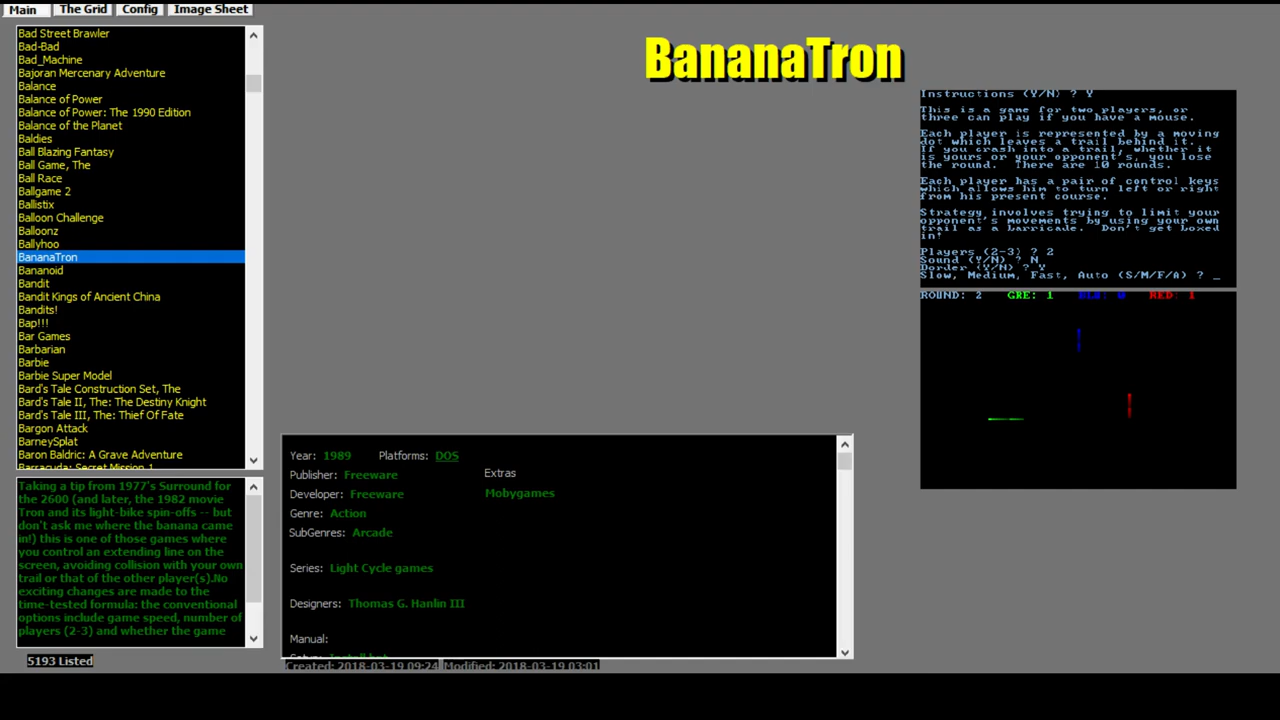 Main The Grid Config Image Sheet
Bad Street Brawler
Bad-Bad
Bad_Machine
Bajoran Mercenary Adventure
Balance
Balance of Power
Balance of Power: The 1990 Edition
Balance of the Planet
Baldies
Ball Blazing Fantasy
Ball Game, The
Ball Race
Ballgame 2
Ballistix
Balloon Challenge
Balloonz
Ballyhoo
BananaTron
Bananoid
Bandit
Bandit Kings of Ancient China
Bandits!
Bap!!!
Bar Games
Barbarian
Barbie
Barbie Super Model
Bard's Tale Construction Set, The
Bard's Tale II, The: The Destiny Knight
Bard's Tale III, The: Thief Of Fate
Bargon Attack
BarneySplat
Baron Baldric: A Grave Adventure
Barracuda: Secret Mission 1
Taking a tip from 1977's Surround for
the 2600 (and later, the 1982 movie
Tron and its light-bike spin-offs -- but
don't ask me where the banana came
in!) this is one of those games where
you control an extending line on the
screen, avoiding collision with your own
trail or that of the other player(s).No
exciting changes are made to the
time-tested formula: the conventional
options include game speed, number of
players (2-3) and whether the game
5193 Listed
BananaTron
Instructions (Y/N) ? Y
This is a game for two players, or
three can play if you have a mouse.
Each player is represented by a moving
dot which leaves a trail behind it.
If you crash into a trail, whether it
is yours or your opponent's, you lose
the round. There are 10 rounds.
Each player has a pair of control keys
which allows him to turn left or right
from his present course.
Strategy involves trying to limit your
opponent's movements by using your own
trail as a barricade. Don't get boxed
in!
Players (2-3) ? 2
Sound (Y/N) ? N
Border (Y/N) ? Y
Slow, Medium, Fast, Auto (S/M/F/A) ? _
ROUND: 2 GRE: 1 BLU: 0 RED: 1
Year: 1989 Platforms: DOS
Publisher: Freeware
Extras
Developer: Freeware
Mobygames
Genre: Action
SubGenres: Arcade
Series: Light Cycle games
Designers: Thomas G. Hanlin III
Manual:
Setup: Install.bat
Created: 2018-03-19 09:24 Modified: 2018-03-19 03:01